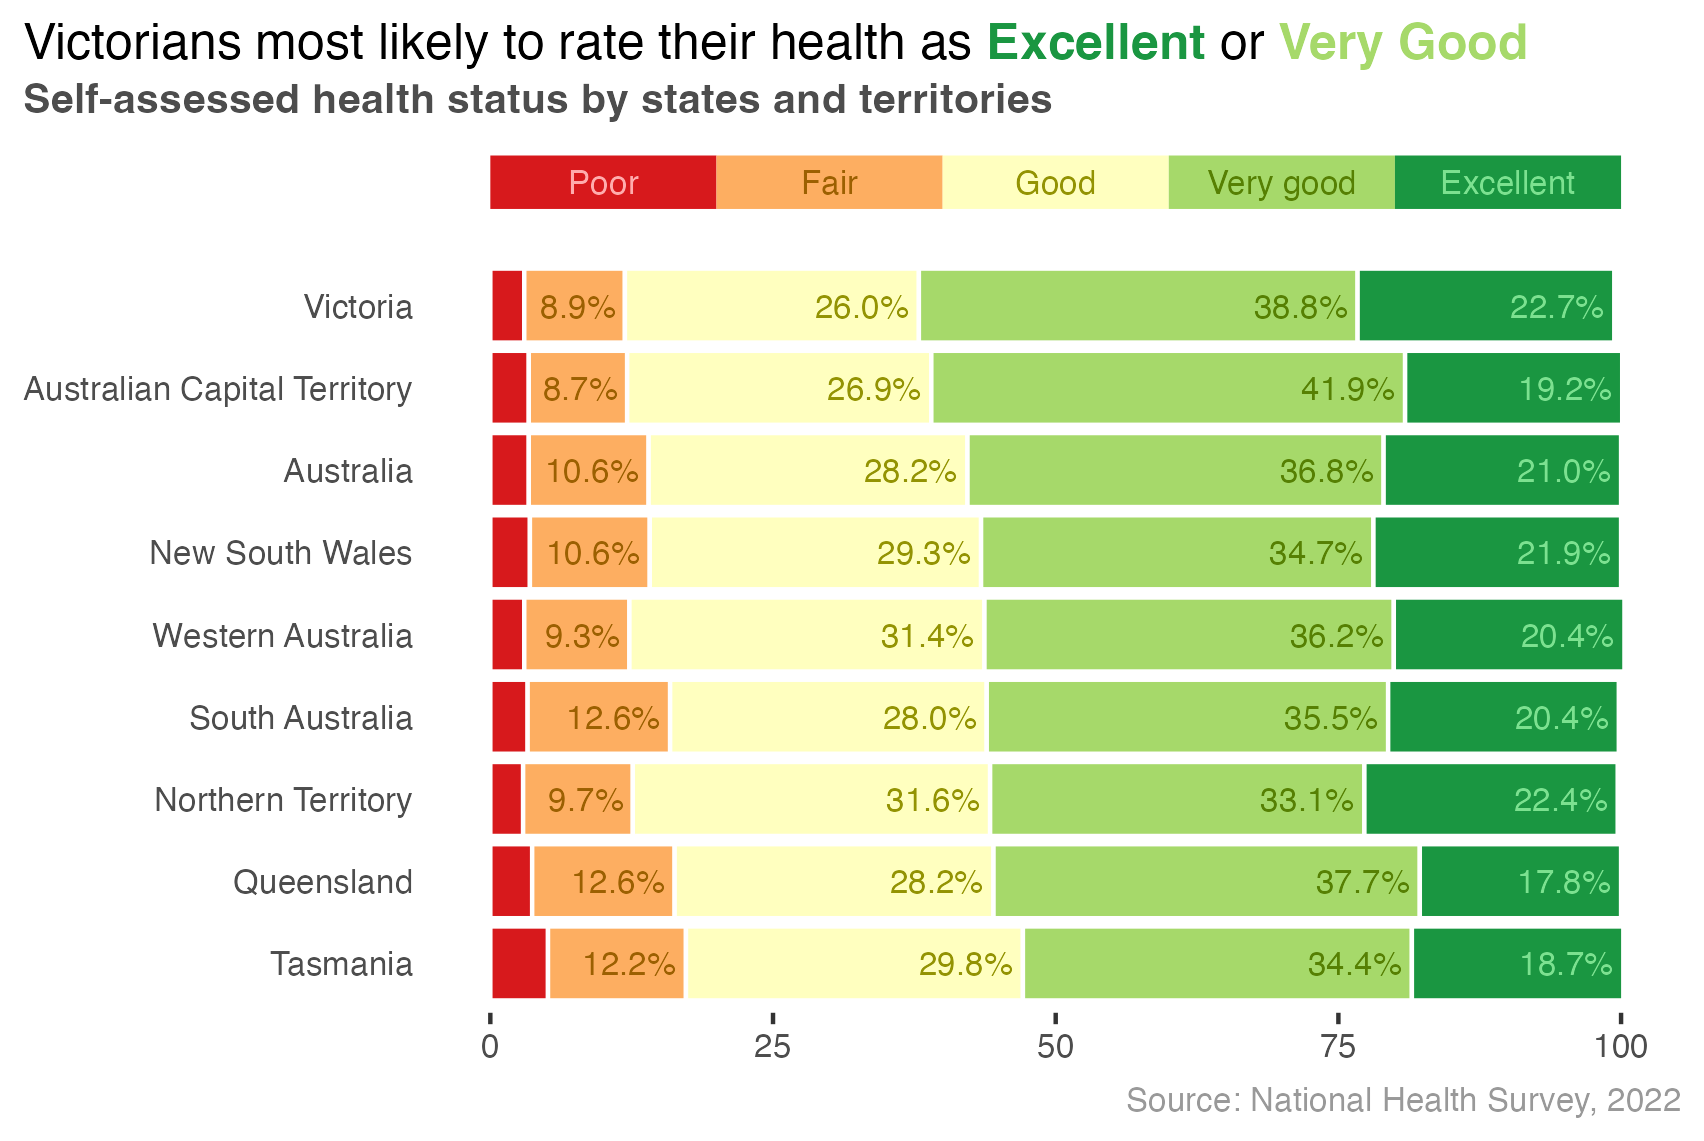 Victorians most likely to rate their health as Excellent or Very Good
Self-assessed health status by states and territories
Poor Fair Good Very good Excellent
Victoria 8.9% 26.0% 38.8% 22.7%
Australian Capital Territory 8.7% 26.9% 41.9% 19.2%
Australia 10.6% 28.2% 36.8% 21.0%
New South Wales 10.6% 29.3% 34.7% 21.9%
Western Australia 9.3% 31.4% 36.2% 20.4%
South Australia 12.6% 28.0% 35.5% 20.4%
Northern Territory 9.7% 31.6% 33.1% 22.4%
Queensland 12.6% 28.2% 37.7% 17.8%
Tasmania 12.2% 29.8% 34.4% 18.7%
0 25 50 75 100
Source: National Health Survey, 2022